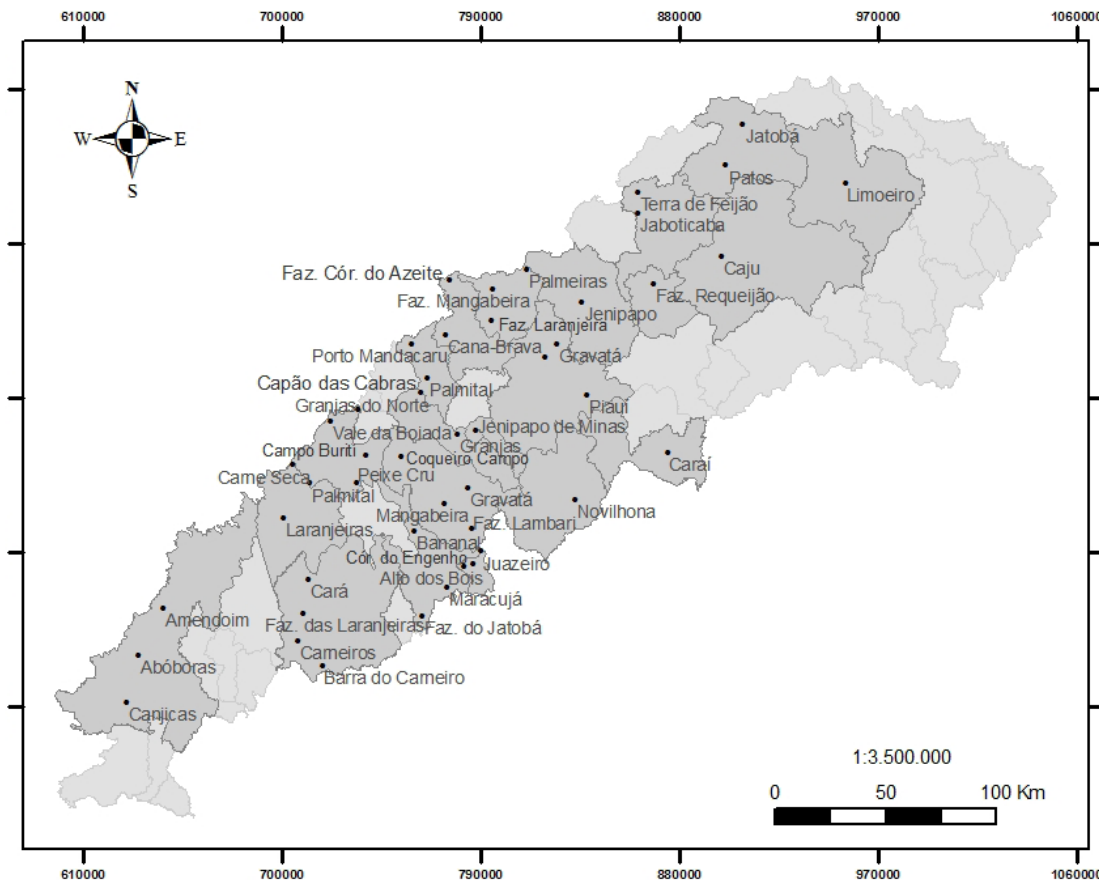 610000 700000 790000 880000 970000 1060000
N
W E
S
Jatobá
Patos
Limoeiro
Terra de Feijão
Jaboticaba
Caju
Faz. Cór. do Azeite
Palmeiras
Faz. Requeijão
Faz. Mangabeira
Jenipapo
Faz. Laranjeira
Cana-Brava
Porto Mandacaru
Gravatá
Capão das Cabras
Palmital
Piauí
Granjas do Norte
Jenipapo de Minas
Vale da Boiada
Granjas
Campo Buriti
Coqueiro Campo
Caraí
Carne Seca
Peixe Cru
Palmital
Gravatá
Novilhona
Mangabeira
Laranjeiras
Faz. Lambari
Bananal
Cór. do Engenho
Juazeiro
Alto dos Bois
Cará
Maracujá
Amendoim
Faz. das Laranjeiras
Faz. do Jatobá
Carneiros
Abóboras
Barra do Carneiro
Canjicas
1:3.500.000
0 50 100 Km
610000 700000 790000 880000 970000 1060000